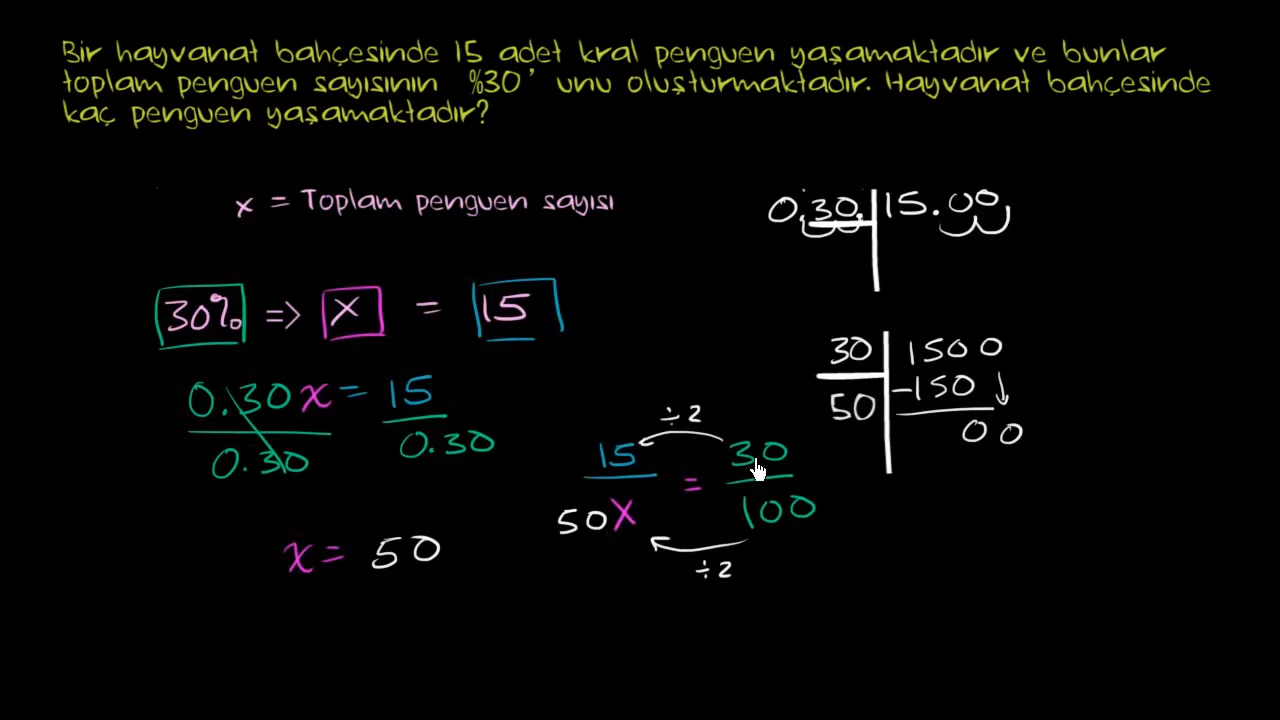 Bir hayvanat bahçesinde 15 adet kral penguen yaşamaktadır ve bunlar
toplam penguen sayısının %30' unu oluşturmaktadır. Hayvanat bahçesinde
kaç penguen yaşamaktadır?
x = Toplam penguen sayısı
30% => x = 15
0.30x = 15
0.30 0.30
x = 50
÷2
15 = 30
50x 100
÷2
0.30. 15.00
30 1500
50 -150
00